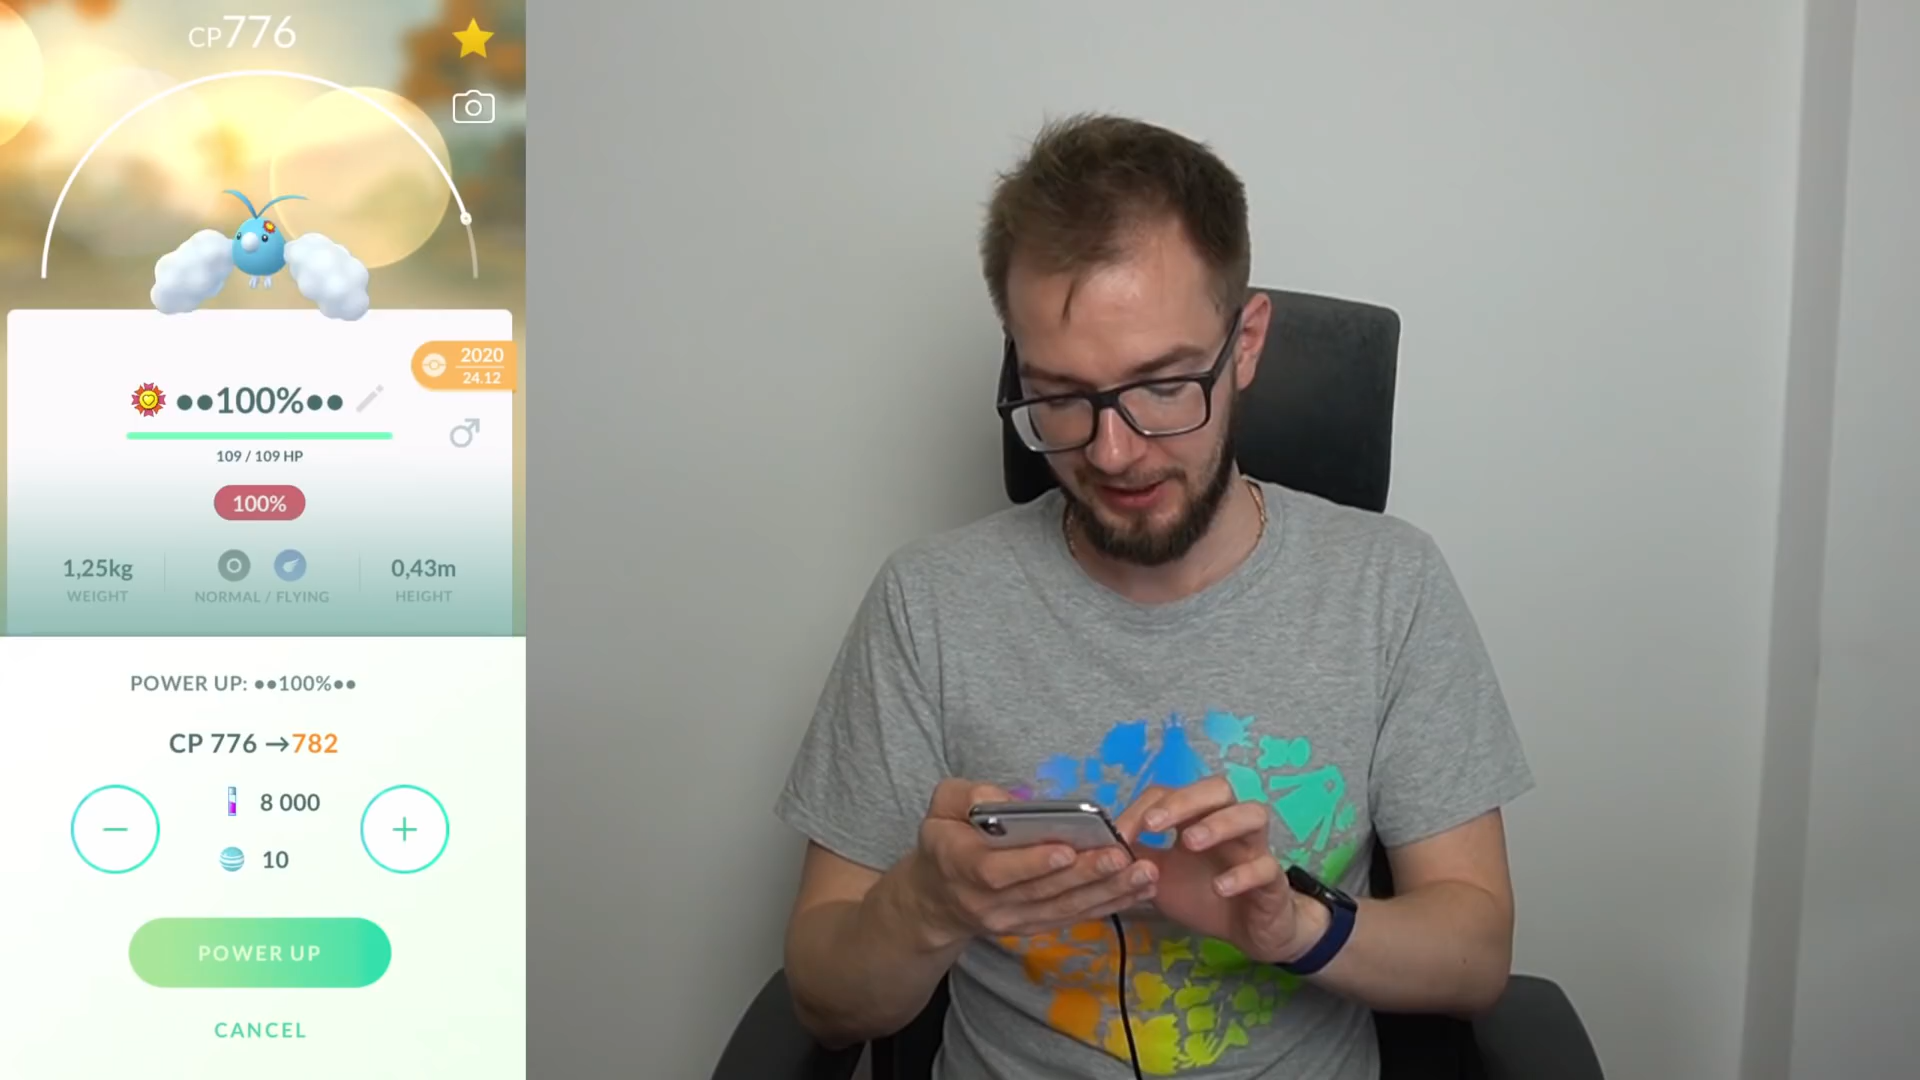 CP776
2020
24.12
••100%••
109 / 109 HP
100%
1,25kg
WEIGHT
NORMAL / FLYING
0,43m
HEIGHT
POWER UP: ••100%••
CP 776 →782
8 000
10
POWER UP
CANCEL